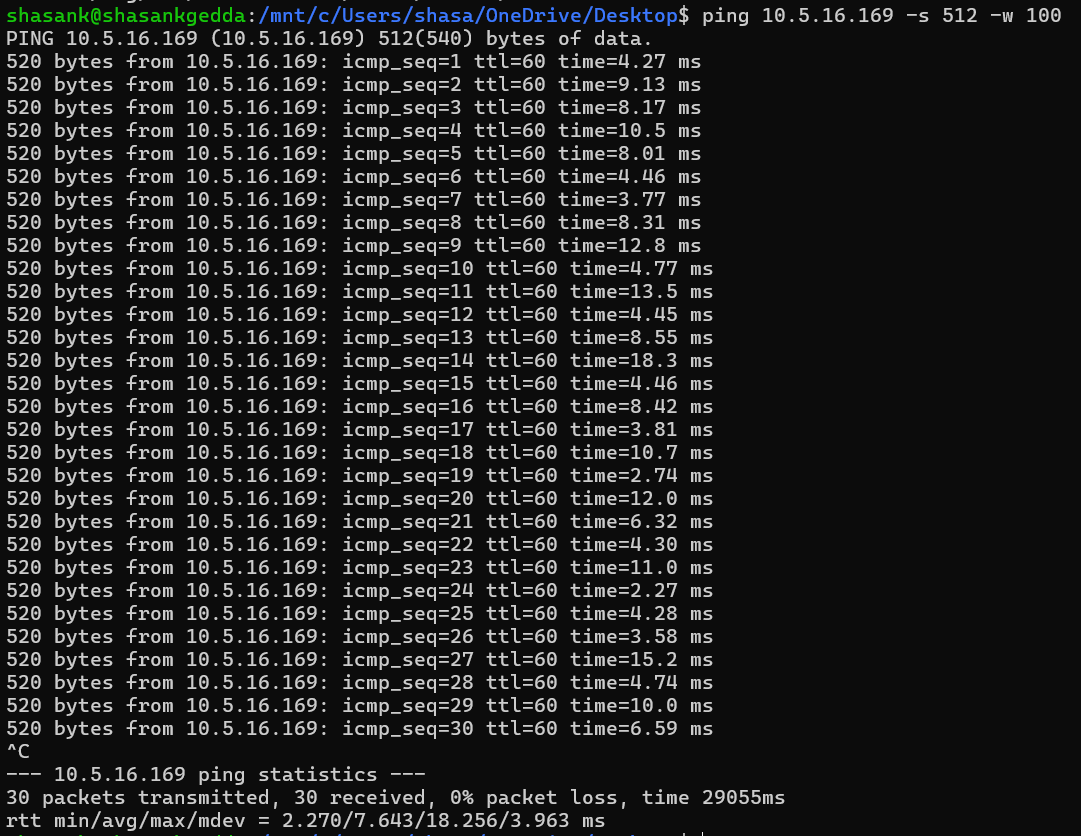 shasank@shasankgedda:/mnt/c/Users/shasa/OneDrive/Desktop$ ping 10.5.16.169 -s 512 -w 100
PING 10.5.16.169 (10.5.16.169) 512(540) bytes of data.
520 bytes from 10.5.16.169: icmp_seq=1 ttl=60 time=4.27 ms
520 bytes from 10.5.16.169: icmp_seq=2 ttl=60 time=9.13 ms
520 bytes from 10.5.16.169: icmp_seq=3 ttl=60 time=8.17 ms
520 bytes from 10.5.16.169: icmp_seq=4 ttl=60 time=10.5 ms
520 bytes from 10.5.16.169: icmp_seq=5 ttl=60 time=8.01 ms
520 bytes from 10.5.16.169: icmp_seq=6 ttl=60 time=4.46 ms
520 bytes from 10.5.16.169: icmp_seq=7 ttl=60 time=3.77 ms
520 bytes from 10.5.16.169: icmp_seq=8 ttl=60 time=8.31 ms
520 bytes from 10.5.16.169: icmp_seq=9 ttl=60 time=12.8 ms
520 bytes from 10.5.16.169: icmp_seq=10 ttl=60 time=4.77 ms
520 bytes from 10.5.16.169: icmp_seq=11 ttl=60 time=13.5 ms
520 bytes from 10.5.16.169: icmp_seq=12 ttl=60 time=4.45 ms
520 bytes from 10.5.16.169: icmp_seq=13 ttl=60 time=8.55 ms
520 bytes from 10.5.16.169: icmp_seq=14 ttl=60 time=18.3 ms
520 bytes from 10.5.16.169: icmp_seq=15 ttl=60 time=4.46 ms
520 bytes from 10.5.16.169: icmp_seq=16 ttl=60 time=8.42 ms
520 bytes from 10.5.16.169: icmp_seq=17 ttl=60 time=3.81 ms
520 bytes from 10.5.16.169: icmp_seq=18 ttl=60 time=10.7 ms
520 bytes from 10.5.16.169: icmp_seq=19 ttl=60 time=2.74 ms
520 bytes from 10.5.16.169: icmp_seq=20 ttl=60 time=12.0 ms
520 bytes from 10.5.16.169: icmp_seq=21 ttl=60 time=6.32 ms
520 bytes from 10.5.16.169: icmp_seq=22 ttl=60 time=4.30 ms
520 bytes from 10.5.16.169: icmp_seq=23 ttl=60 time=11.0 ms
520 bytes from 10.5.16.169: icmp_seq=24 ttl=60 time=2.27 ms
520 bytes from 10.5.16.169: icmp_seq=25 ttl=60 time=4.28 ms
520 bytes from 10.5.16.169: icmp_seq=26 ttl=60 time=3.58 ms
520 bytes from 10.5.16.169: icmp_seq=27 ttl=60 time=15.2 ms
520 bytes from 10.5.16.169: icmp_seq=28 ttl=60 time=4.74 ms
520 bytes from 10.5.16.169: icmp_seq=29 ttl=60 time=10.0 ms
520 bytes from 10.5.16.169: icmp_seq=30 ttl=60 time=6.59 ms
^C
--- 10.5.16.169 ping statistics ---
30 packets transmitted, 30 received, 0% packet loss, time 29055ms
rtt min/avg/max/mdev = 2.270/7.643/18.256/3.963 ms